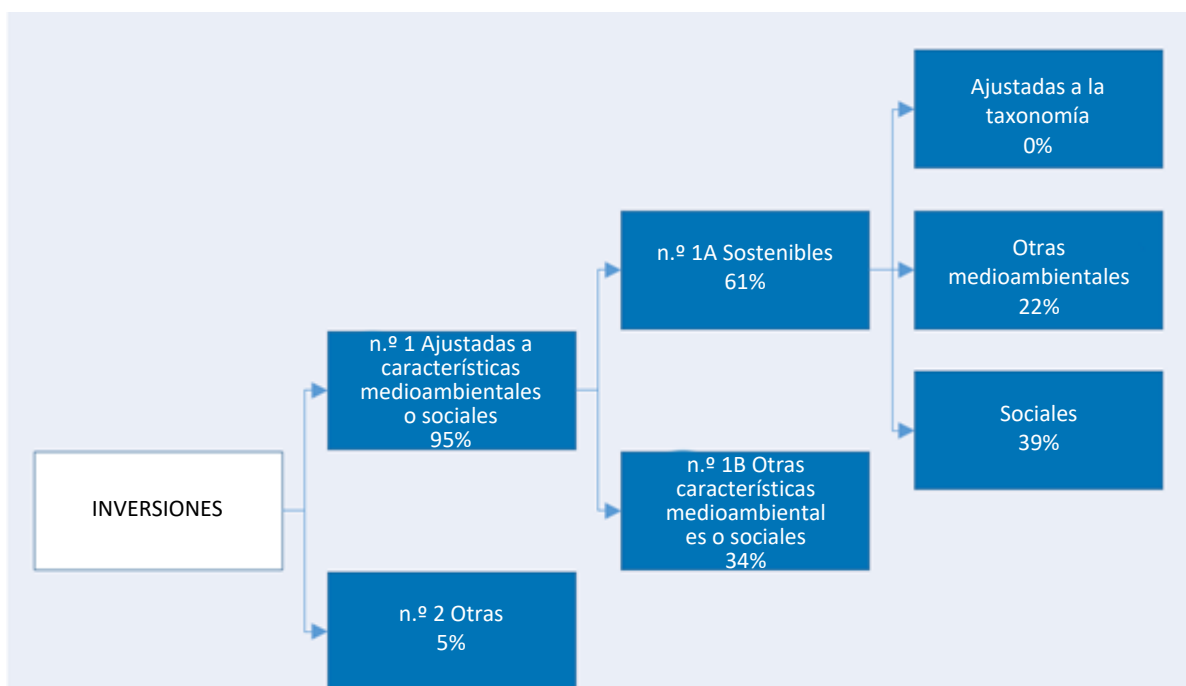 Ajustadas a la
taxonomía
0%
n.º 1A Sostenibles
61%
Otras
medioambientales
22%
n.º 1 Ajustadas a
características
medioambientales
o sociales
95%
Sociales
39%
n.º 1B Otras
características
medioambiental
es o sociales
34%
INVERSIONES
n.º 2 Otras
5%